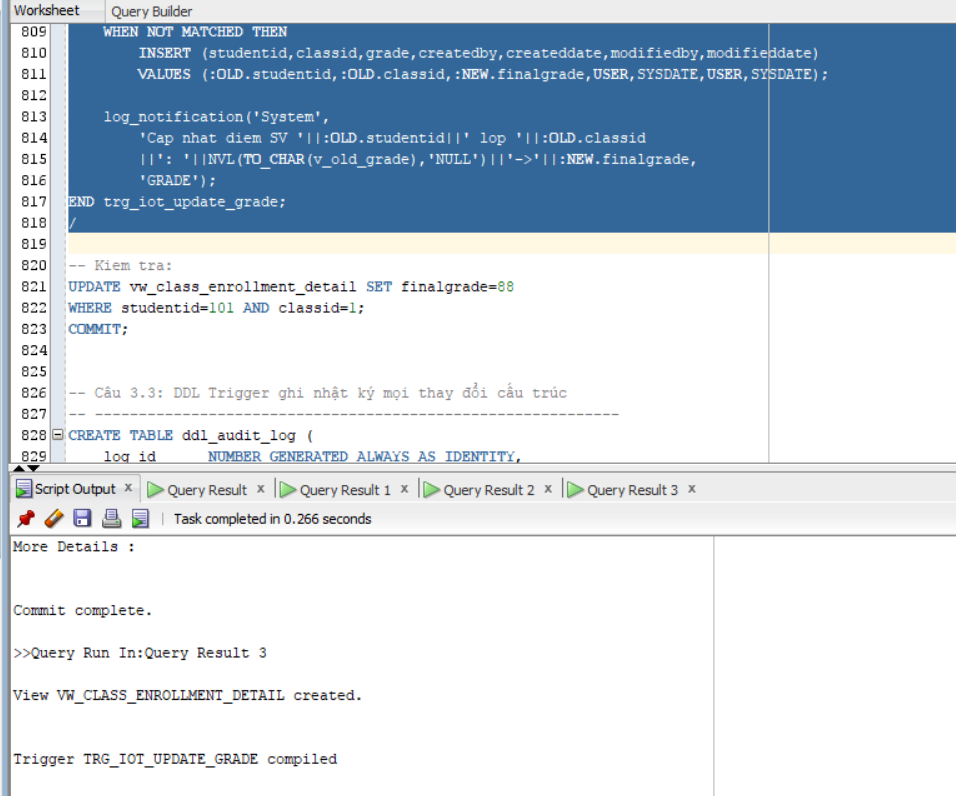 Worksheet Query Builder
809 WHEN NOT MATCHED THEN
810 INSERT (studentid,classid,grade,createdby,createddate,modifiedby,modifieddate)
811 VALUES (:OLD.studentid,:OLD.classid,:NEW.finalgrade,USER,SYSDATE,USER,SYSDATE);
812
813 log_notification('System',
814 'Cap nhat diem SV '||:OLD.studentid||' lop '||:OLD.classid
815 ||': '||NVL(TO_CHAR(v_old_grade),'NULL')||'->'||:NEW.finalgrade,
816 'GRADE');
817 END trg_iot_update_grade;
818 /
819
820 -- Kiem tra:
821 UPDATE vw_class_enrollment_detail SET finalgrade=88
822 WHERE studentid=101 AND classid=1;
823 COMMIT;
824
825
826 -- Câu 3.3: DDL Trigger ghi nhật ký mọi thay đổi cấu trúc
827 -- ------------------------------------------------------------
828 CREATE TABLE ddl_audit_log (
829 log_id NUMBER GENERATED ALWAYS AS IDENTITY,
Script Output x Query Result x Query Result 1 x Query Result 2 x Query Result 3 x
Task completed in 0.266 seconds
More Details :
Commit complete.
>>Query Run In:Query Result 3
View VW_CLASS_ENROLLMENT_DETAIL created.
Trigger TRG_IOT_UPDATE_GRADE compiled